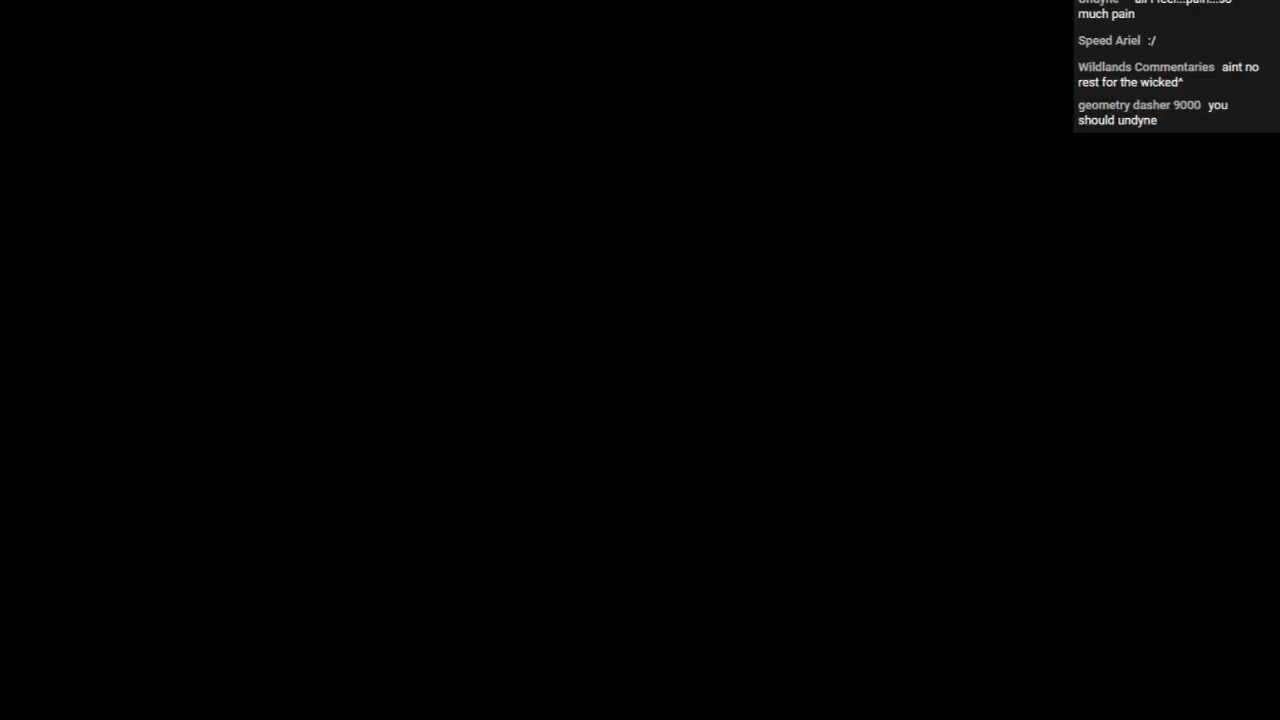 much pain
Speed Ariel :/
Wildlands Commentaries aint no
rest for the wicked^
geometry dasher 9000 you
should undyne